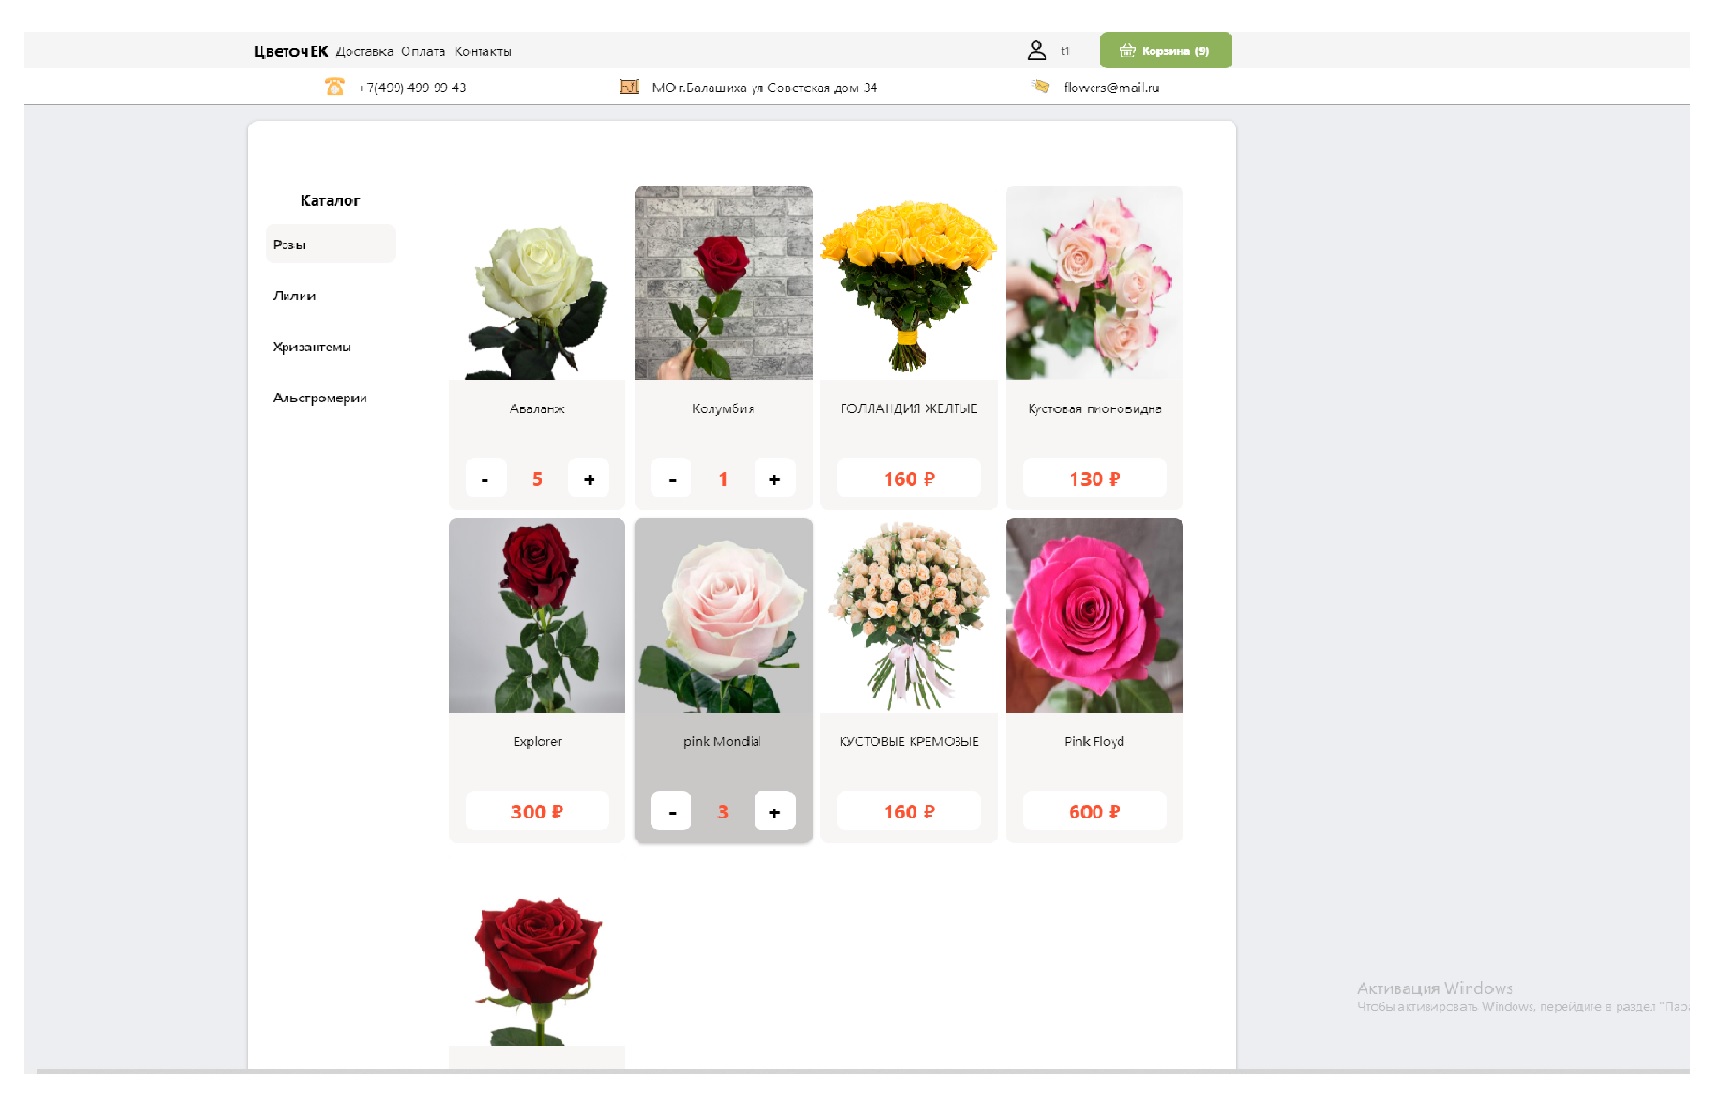 ЦветочЕК Доставка Оплата Контакты t1 Корзина (9)
+7(499) 499-99-43 МО г.Балашиха ул Советская дом 34 flowers@mail.ru
Каталог
Розы
Лилии
Хризантемы
Альстромерии
Аваланж Колумбия ГОЛЛАНДИЯ ЖЕЛТЫЕ Кустовая пионовидна
- 5 + - 1 + 160 ₽ 130 ₽
Explorer pink Mondial КУСТОВЫЕ КРЕМОВЫЕ Pink Floyd
300 ₽ - 3 + 160 ₽ 600 ₽
Активация Windows
Чтобы активировать Windows, перейдите в раздел "Пар